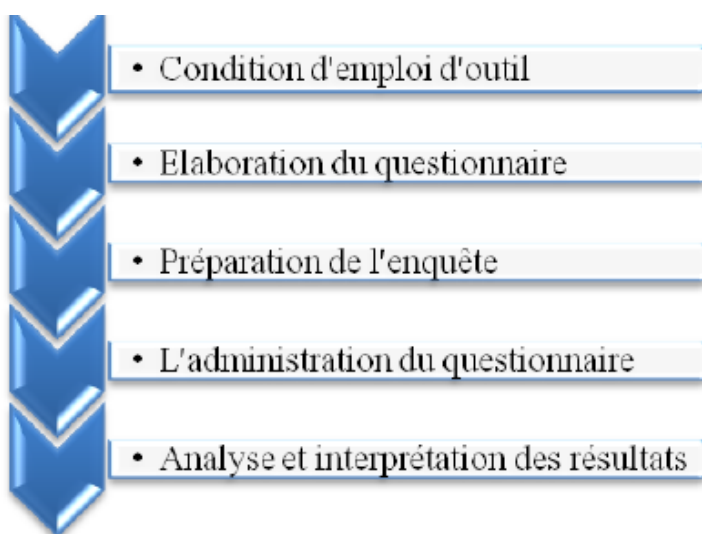 • Condition d'emploi d'outil
• Elaboration du questionnaire
• Préparation de l'enquête
• L'administration du questionnaire
• Analyse et interprétation des résultats